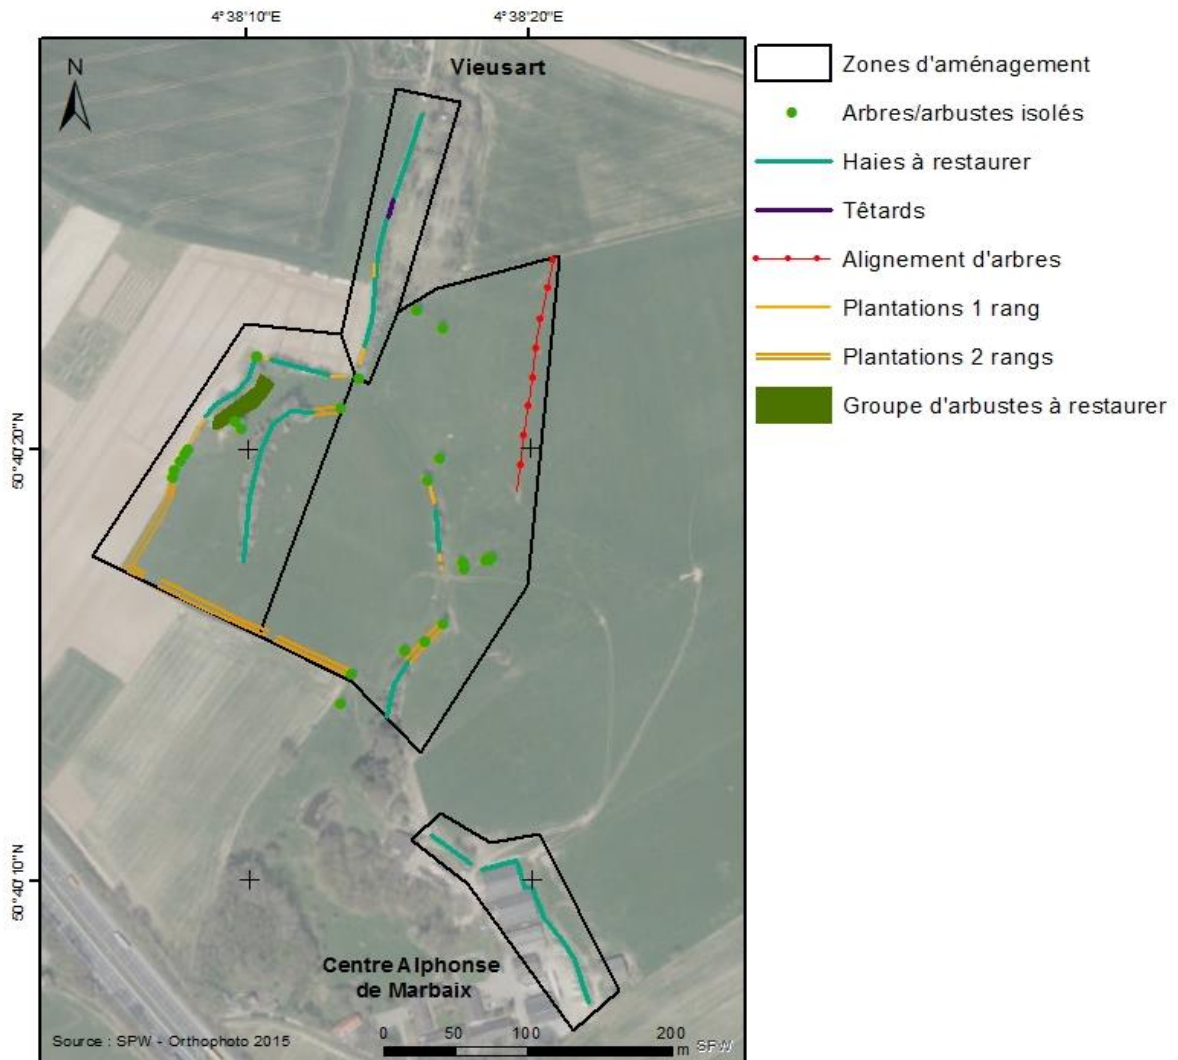 4°38'10"E
4°38'20"E
N
Vieusart
50°40'20"N
50°40'10"N
Centre Alphonse
de Marbaix
Source : SPW - Orthophoto 2015
0 50 100 200
m SPW
Zones d'aménagement
Arbres/arbustes isolés
Haies à restaurer
Têtards
Alignement d'arbres
Plantations 1 rang
Plantations 2 rangs
Groupe d'arbustes à restaurer